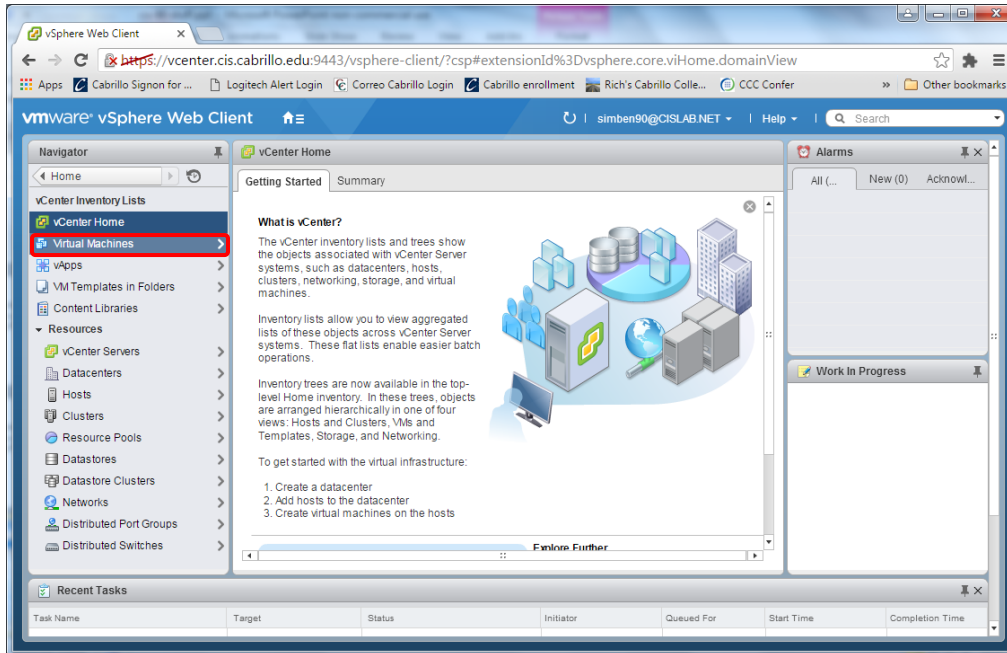 vSphere Web Client
https://vcenter.cis.cabrillo.edu:9443/vsphere-client/?csp#extensionId%3Dvsphere.core.viHome.domainView
Apps Cabrillo Signon for ... Logitech Alert Login Correo Cabrillo Login Cabrillo enrollment Rich's Cabrillo Colle... CCC Confer » Other bookmarks
vmware® vSphere Web Client simben90@CISLAB.NET Help Search
Navigator
Home
vCenter Inventory Lists
vCenter Home
Virtual Machines
vApps
VM Templates in Folders
Content Libraries
Resources
vCenter Servers
Datacenters
Hosts
Clusters
Resource Pools
Datastores
Datastore Clusters
Networks
Distributed Port Groups
Distributed Switches
vCenter Home
Getting Started Summary
What is vCenter?
The vCenter inventory lists and trees show
the objects associated with vCenter Server
systems, such as datacenters, hosts,
clusters, networking, storage, and virtual
machines.
Inventory lists allow you to view aggregated
lists of these objects across vCenter Server
systems. These flat lists enable easier batch
operations.
Inventory trees are now available in the top-
level Home inventory. In these trees, objects
are arranged hierarchically in one of four
views: Hosts and Clusters, VMs and
Templates, Storage, and Networking.
To get started with the virtual infrastructure:
1. Create a datacenter
2. Add hosts to the datacenter
3. Create virtual machines on the hosts
Explore Further
Alarms
All (... New (0) Acknowl...
Work In Progress
Recent Tasks
Task Name Target Status Initiator Queued For Start Time Completion Time